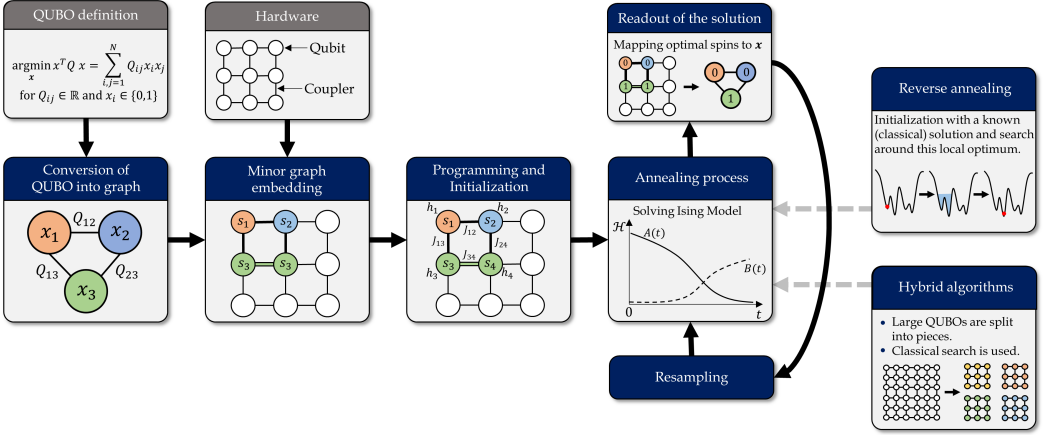 QUBO definition
argmin x^T Q x = ∑ Q_ij x_i x_j
x
N
i,j=1
for Q_ij ∈ ℝ and x_i ∈ {0,1}
Hardware
Qubit
Coupler
Conversion of
QUBO into graph
x_1
Q_12
x_2
Q_13
Q_23
x_3
Minor graph
embedding
s_1
s_2
s_3
s_3
Programming and
Initialization
h_1
h_2
s_1
s_2
J_12
J_13
J_24
J_34
s_3
s_4
h_3
h_4
Readout of the solution
Mapping optimal spins to x
0
0
1
1
0
0
1
Annealing process
Solving Ising Model
ℋ
A(t)
B(t)
0
t
Resampling
Reverse annealing
Initialization with a known
(classical) solution and search
around this local optimum.
Hybrid algorithms
• Large QUBOs are split
into pieces.
• Classical search is used.